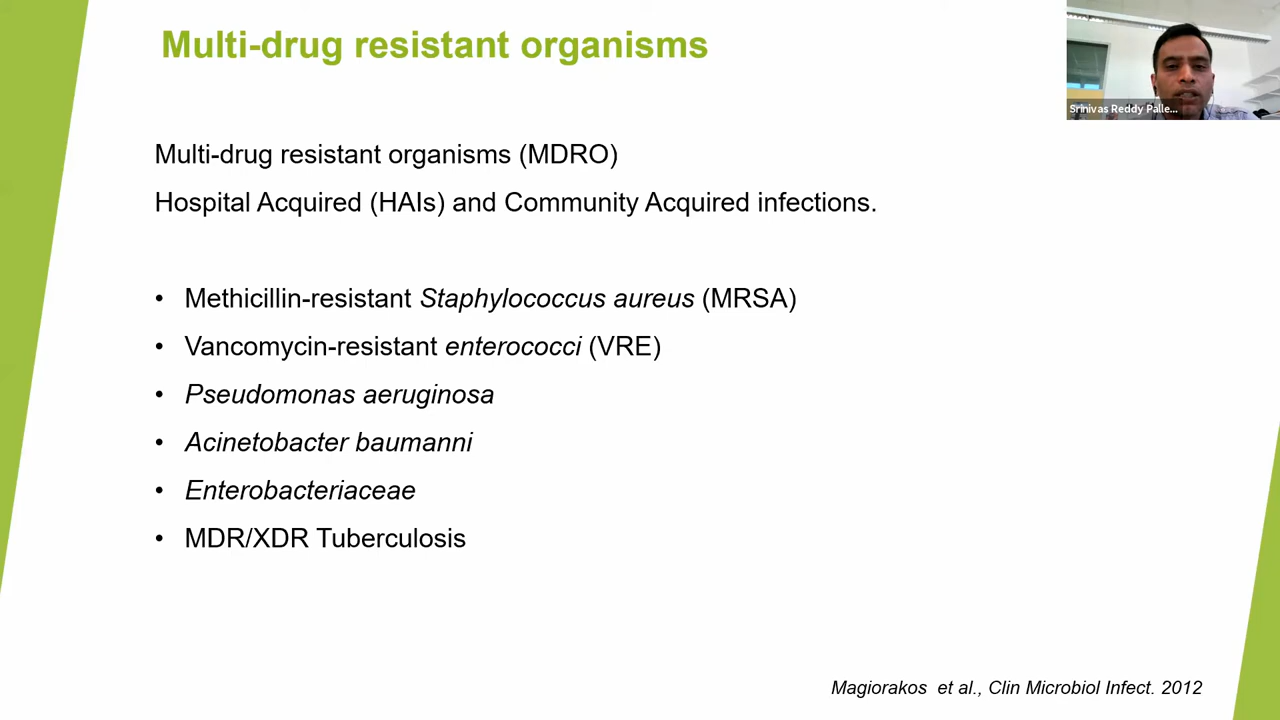 Multi-drug resistant organisms
Srinivas Reddy Palle...
Multi-drug resistant organisms (MDRO)
Hospital Acquired (HAIs) and Community Acquired infections.
• Methicillin-resistant Staphylococcus aureus (MRSA)
• Vancomycin-resistant enterococci (VRE)
• Pseudomonas aeruginosa
• Acinetobacter baumanni
• Enterobacteriaceae
• MDR/XDR Tuberculosis
Magiorakos et al., Clin Microbiol Infect. 2012